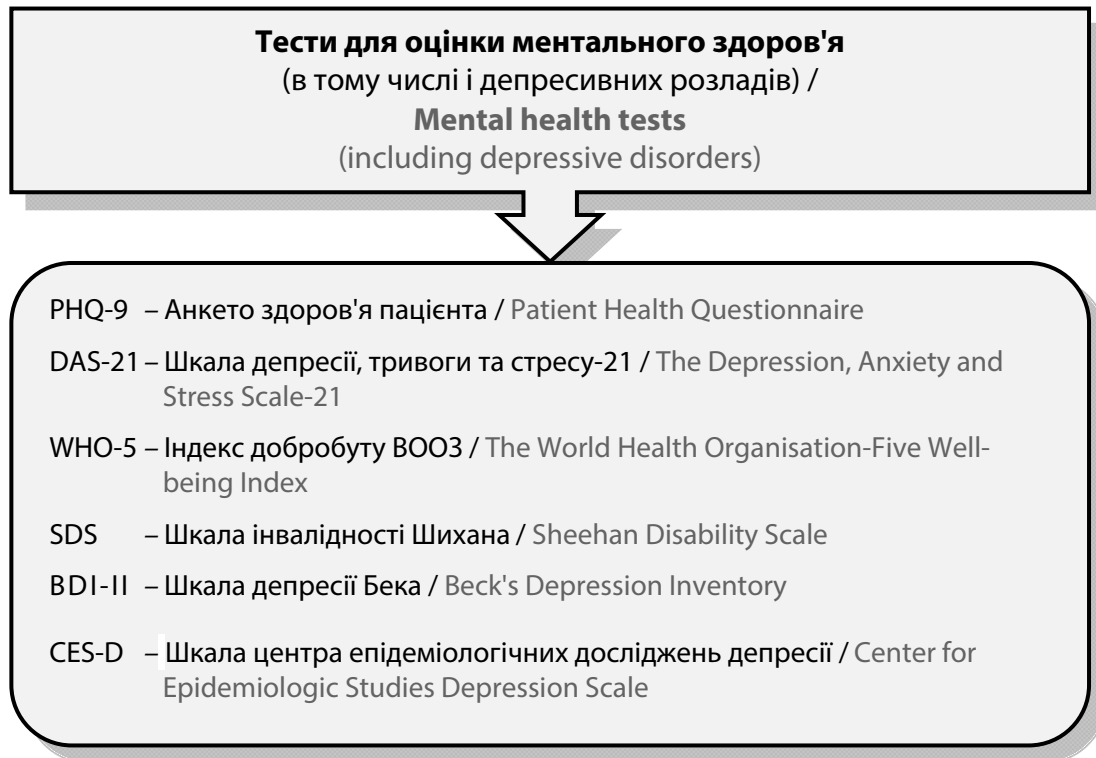 Тести для оцінки ментального здоров'я
(в тому числі і депресивних розладів) /
Mental health tests
(including depressive disorders)
PHQ-9 – Анкето здоров'я пацієнта / Patient Health Questionnaire
DAS-21 – Шкала депресії, тривоги та стресу-21 / The Depression, Anxiety and
Stress Scale-21
WHO-5 – Індекс добробуту ВООЗ / The World Health Organisation-Five Well-
being Index
SDS – Шкала інвалідності Шихана / Sheehan Disability Scale
BDI-II – Шкала депресії Бека / Beck's Depression Inventory
CES-D – Шкала центра епідеміологічних досліджень депресії / Center for
Epidemiologic Studies Depression Scale